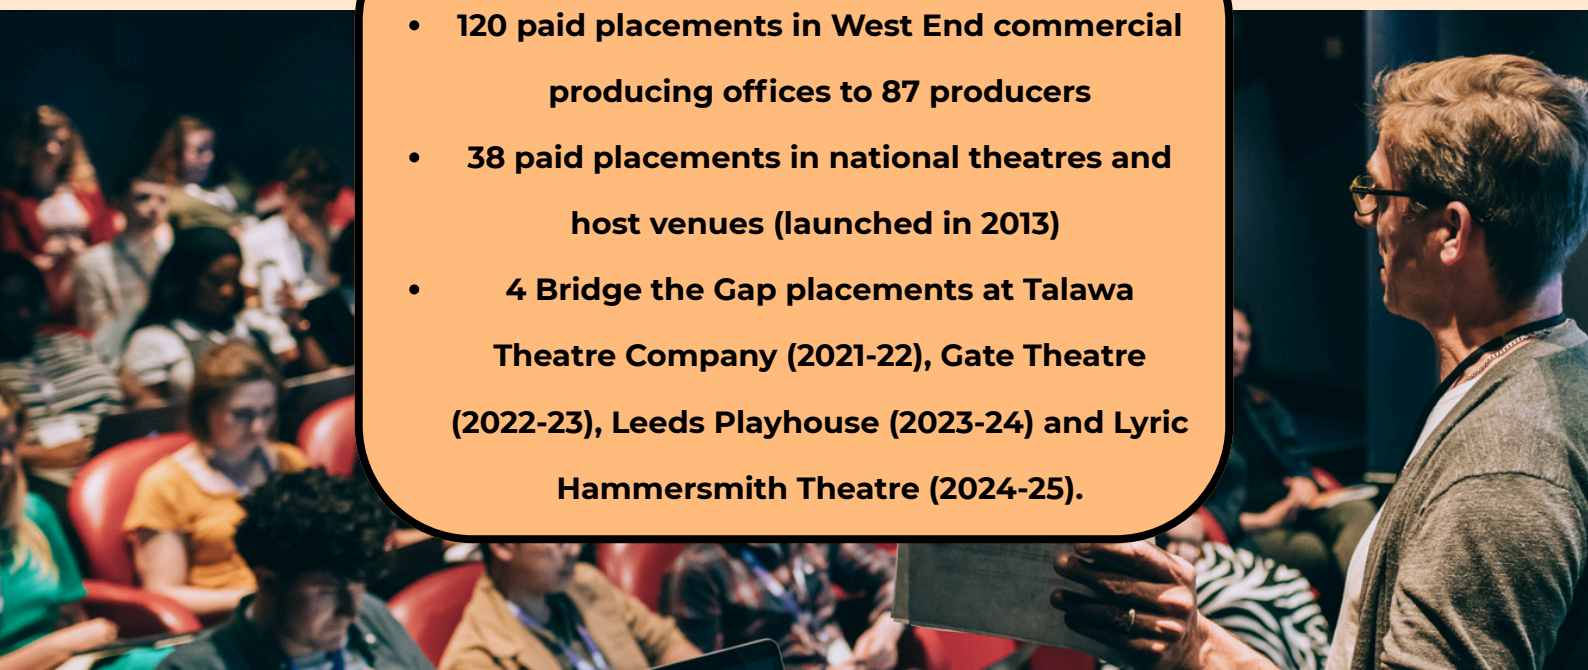 • 120 paid placements in West End commercial
producing offices to 87 producers
• 38 paid placements in national theatres and
host venues (launched in 2013)
• 4 Bridge the Gap placements at Talawa
Theatre Company (2021-22), Gate Theatre
(2022-23), Leeds Playhouse (2023-24) and Lyric
Hammersmith Theatre (2024-25).